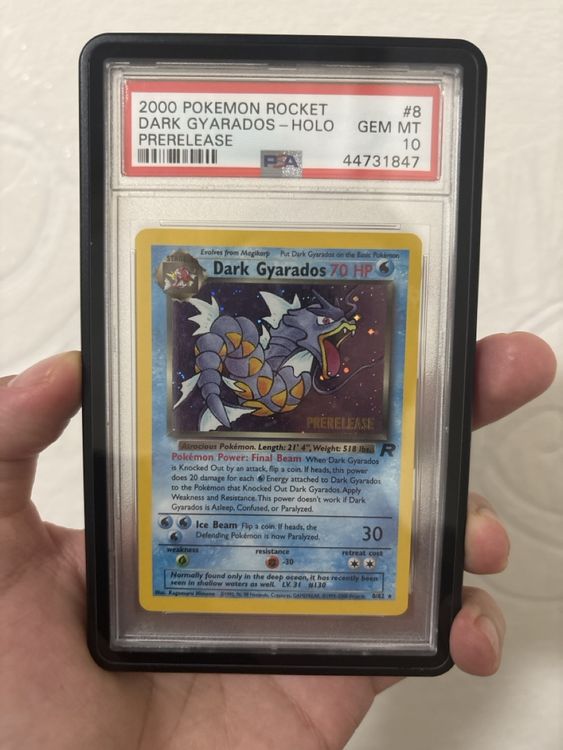 2000 POKEMON ROCKET #8
DARK GYARADOS – HOLO GEM MT
PRERELEASE 10
PSA 44731847
Evolves from Magikarp Put Dark Gyarados on the Basic Pokémon
STAGE
Dark Gyarados 70 HP
PRERELEASE
Atrocious Pokémon. Length: 21' 4", Weight: 518 lbs.
R
Pokémon Power: Final Beam When Dark Gyarados
is Knocked Out by an attack, flip a coin. If heads, this power
does 20 damage for each Energy attached to Dark Gyarados
to the Pokémon that Knocked Out Dark Gyarados. Apply
Weakness and Resistance. This power doesn't work if Dark
Gyarados is Asleep, Confused, or Paralyzed.
Ice Beam Flip a coin. If heads, the
Defending Pokémon is now Paralyzed.
30
weakness resistance retreat cost
-30
Normally found only in the deep ocean, it has recently been
seen in shallow waters as well. LV. 31 #130
Illus. Kagemaru Himeno 8/82